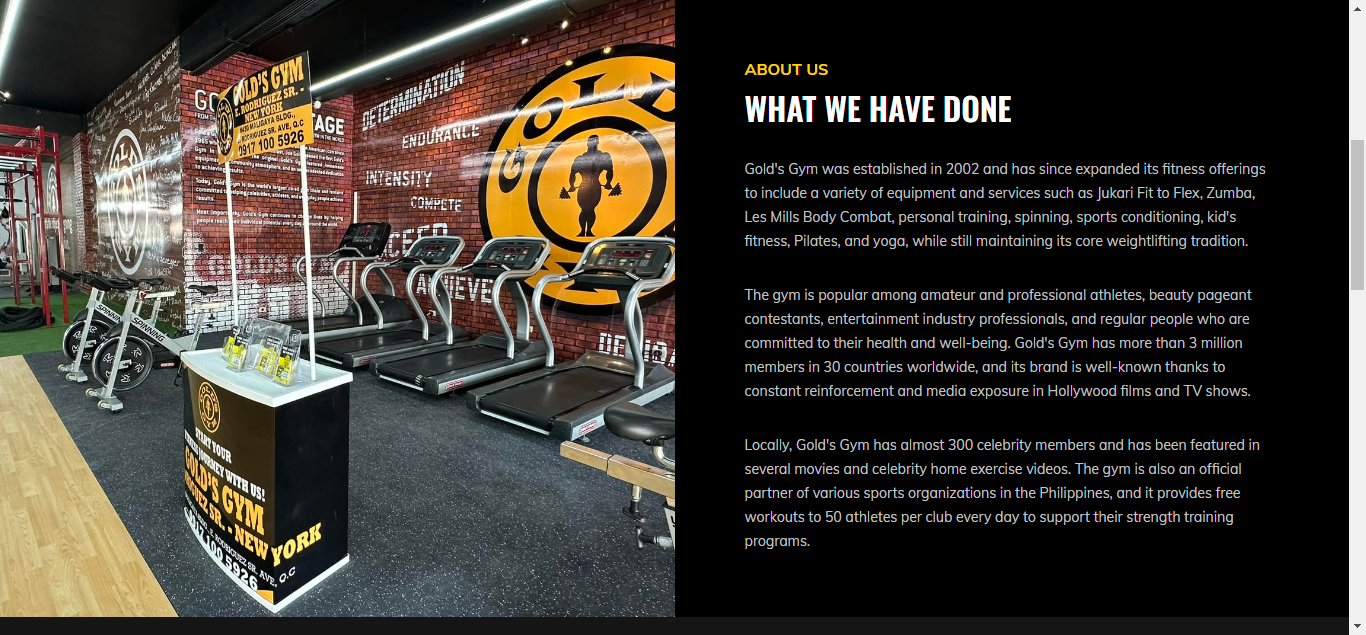 GOLD'S GYM
E. RODRIGUEZ SR. -
NEW YORK
MALIGAYA BLDG.,
RODRIGUEZ SR. AVE, Q.C
0917 100 5926
DETERMINATION
ENDURANCE
INTENSITY
COMPETE
ACHIEVE
SPINNING
SPINNING
START YOUR
FITNESS JOURNEY WITH US!
GOLD'S GYM
RODRIGUEZ SR. - NEW YORK
E. RODRIGUEZ SR. AVE, Q.C
0917 100 5926
ABOUT US
WHAT WE HAVE DONE
Gold's Gym was established in 2002 and has since expanded its fitness offerings
to include a variety of equipment and services such as Jukari Fit to Flex, Zumba,
Les Mills Body Combat, personal training, spinning, sports conditioning, kid's
fitness, Pilates, and yoga, while still maintaining its core weightlifting tradition.
The gym is popular among amateur and professional athletes, beauty pageant
contestants, entertainment industry professionals, and regular people who are
committed to their health and well-being. Gold's Gym has more than 3 million
members in 30 countries worldwide, and its brand is well-known thanks to
constant reinforcement and media exposure in Hollywood films and TV shows.
Locally, Gold's Gym has almost 300 celebrity members and has been featured in
several movies and celebrity home exercise videos. The gym is also an official
partner of various sports organizations in the Philippines, and it provides free
workouts to 50 athletes per club every day to support their strength training
programs.